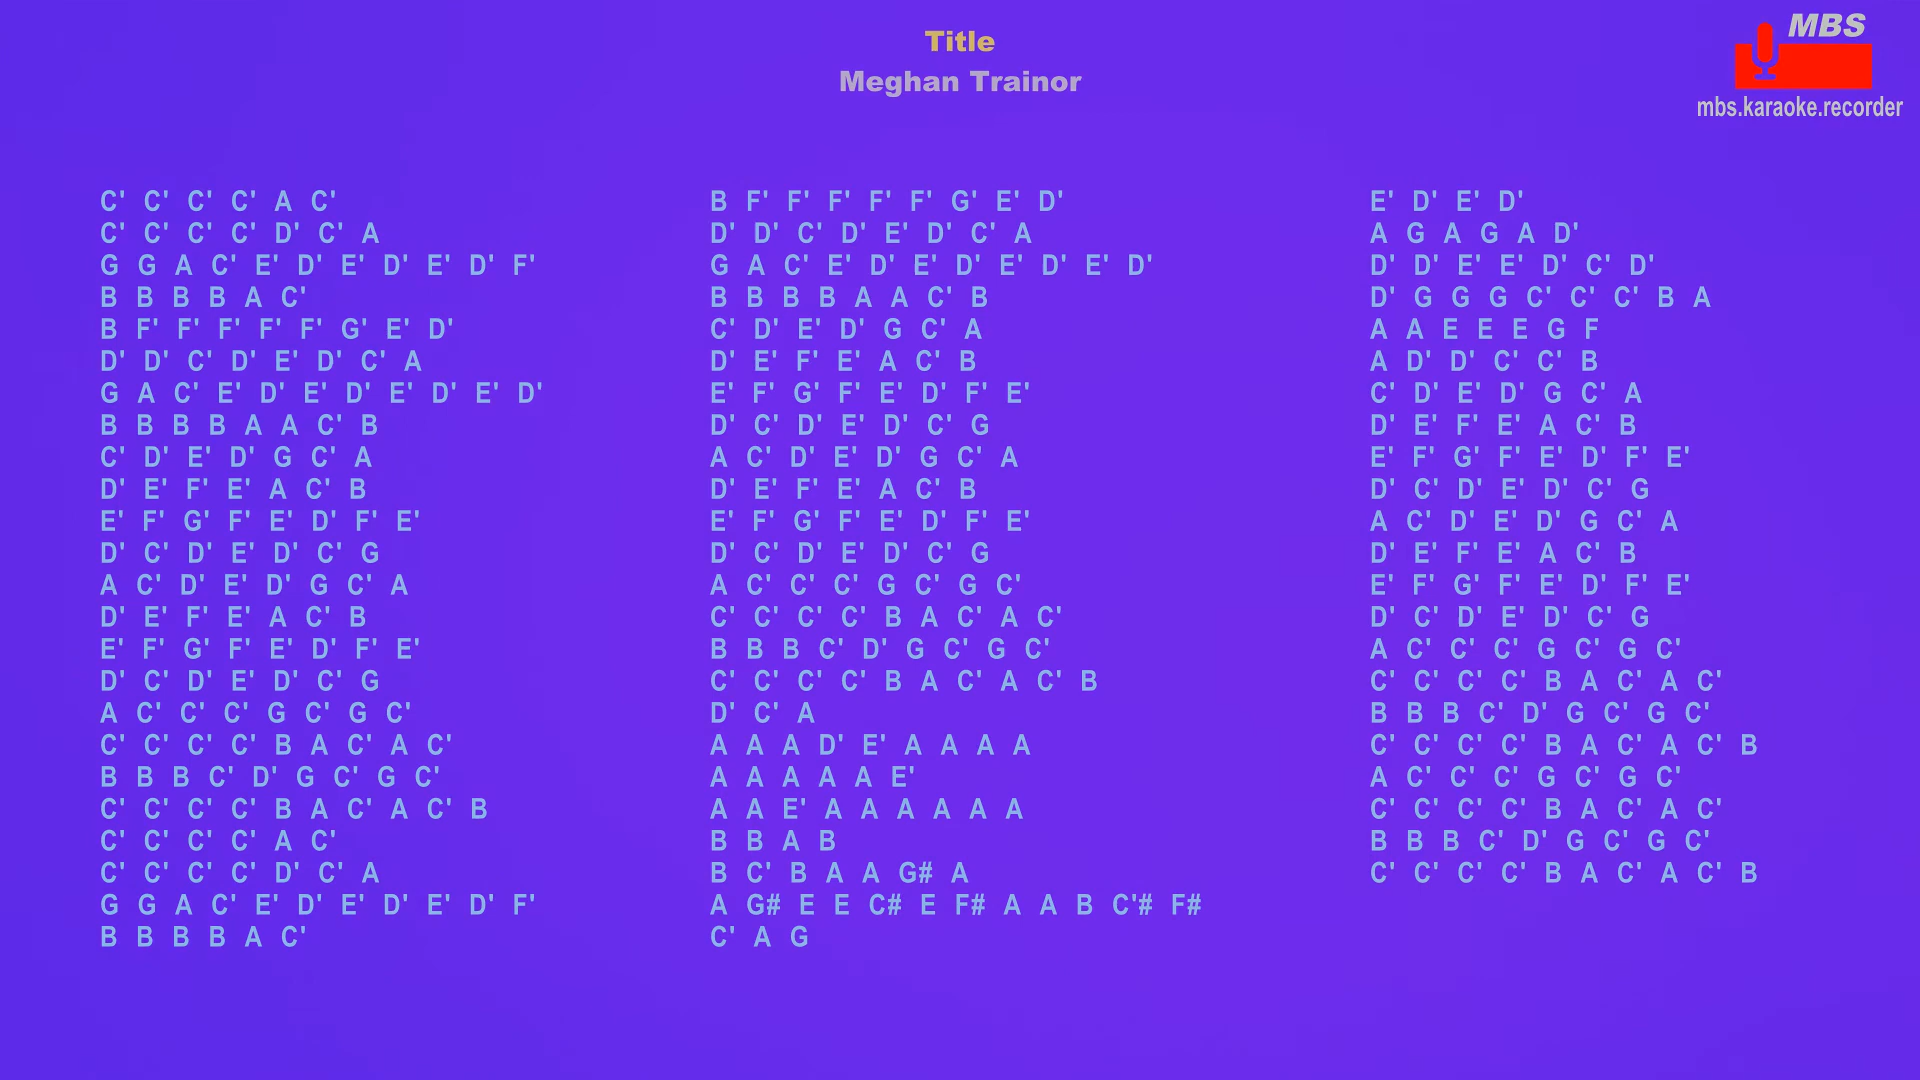 Title
Meghan Trainor
MBS
mbs.karaoke.recorder
C' C' C' C' A C'
C' C' C' C' D' C' A
G G A C' E' D' E' D' E' D' F'
B B B B A C'
B F' F' F' F' F' G' E' D'
D' D' C' D' E' D' C' A
G A C' E' D' E' D' E' D' E' D'
B B B B A A C' B
C' D' E' D' G C' A
D' E' F' E' A C' B
E' F' G' F' E' D' F' E'
D' C' D' E' D' C' G
A C' D' E' D' G C' A
D' E' F' E' A C' B
E' F' G' F' E' D' F' E'
D' C' D' E' D' C' G
A C' C' C' G C' G C'
C' C' C' C' B A C' A C'
B B B C' D' G C' G C'
C' C' C' C' B A C' A C' B
C' C' C' C' A C'
C' C' C' C' D' C' A
G G A C' E' D' E' D' E' D' F'
B B B B A C'
B F' F' F' F' F' G' E' D'
D' D' C' D' E' D' C' A
G A C' E' D' E' D' E' D' E' D'
B B B B A A C' B
C' D' E' D' G C' A
D' E' F' E' A C' B
E' F' G' F' E' D' F' E'
D' C' D' E' D' C' G
A C' D' E' D' G C' A
D' E' F' E' A C' B
E' F' G' F' E' D' F' E'
D' C' D' E' D' C' G
A C' C' C' G C' G C'
C' C' C' C' B A C' A C'
B B B C' D' G C' G C'
C' C' C' C' B A C' A C' B
D' C' A
A A A D' E' A A A A
A A A A A E'
A A E' A A A A A A
B B A B
B C' B A A G# A
A G# E E C# E F# A A B C'# F#
C' A G
E' D' E' D'
A G A G A D'
D' D' E' E' D' C' D'
D' G G G C' C' C' B A
A A E E E G F
A D' D' C' C' B
C' D' E' D' G C' A
D' E' F' E' A C' B
E' F' G' F' E' D' F' E'
D' C' D' E' D' C' G
A C' D' E' D' G C' A
D' E' F' E' A C' B
E' F' G' F' E' D' F' E'
D' C' D' E' D' C' G
A C' C' C' G C' G C'
C' C' C' C' B A C' A C'
B B B C' D' G C' G C'
C' C' C' C' B A C' A C' B
A C' C' C' G C' G C'
C' C' C' C' B A C' A C'
B B B C' D' G C' G C'
C' C' C' C' B A C' A C' B